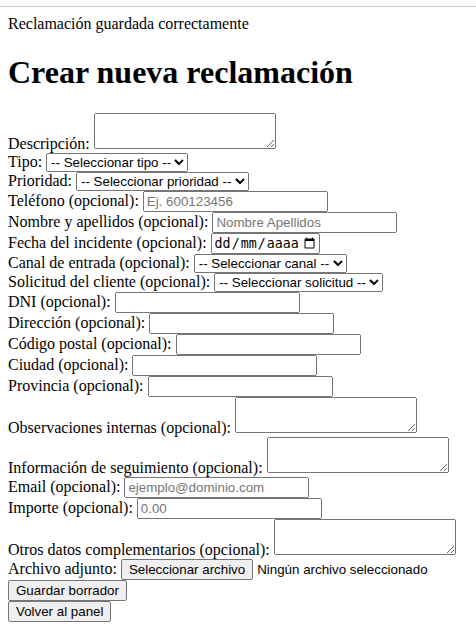 Reclamación guardada correctamente
Crear nueva reclamación
Descripción:
Tipo: -- Seleccionar tipo --
Prioridad: -- Seleccionar prioridad --
Teléfono (opcional): Ej. 600123456
Nombre y apellidos (opcional): Nombre Apellidos
Fecha del incidente (opcional): dd/mm/aaaa
Canal de entrada (opcional): -- Seleccionar canal --
Solicitud del cliente (opcional): -- Seleccionar solicitud --
DNI (opcional):
Dirección (opcional):
Código postal (opcional):
Ciudad (opcional):
Provincia (opcional):
Observaciones internas (opcional):
Información de seguimiento (opcional):
Email (opcional): ejemplo@dominio.com
Importe (opcional): 0.00
Otros datos complementarios (opcional):
Archivo adjunto: Seleccionar archivo Ningún archivo seleccionado
Guardar borrador
Volver al panel